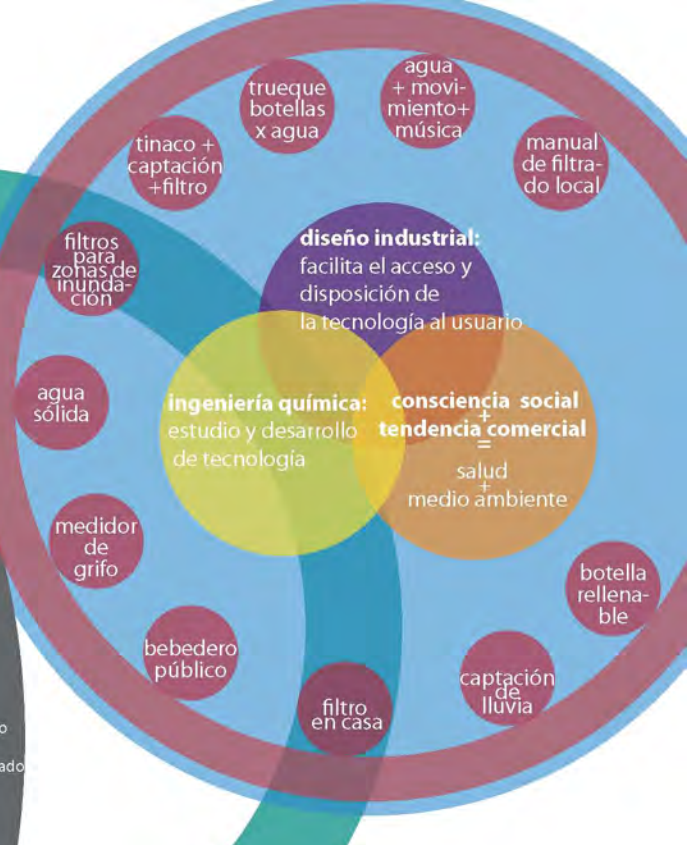 agua
+ movi-
miento+
música
trueque
botellas
x agua
manual
de filtra-
do local
tinaco +
captación
+filtro
filtros
para
zonas de
inunda-
ción
diseño industrial:
facilita el acceso y
disposición de
la tecnología al usuario
agua
sólida
ingeniería química:
estudio y desarrollo
de tecnología
consciencia social
+
tendencia comercial
=
salud
+
medio ambiente
medidor
de
grifo
botella
rellena-
ble
bebedero
público
captación
de
lluvia
filtro
en casa